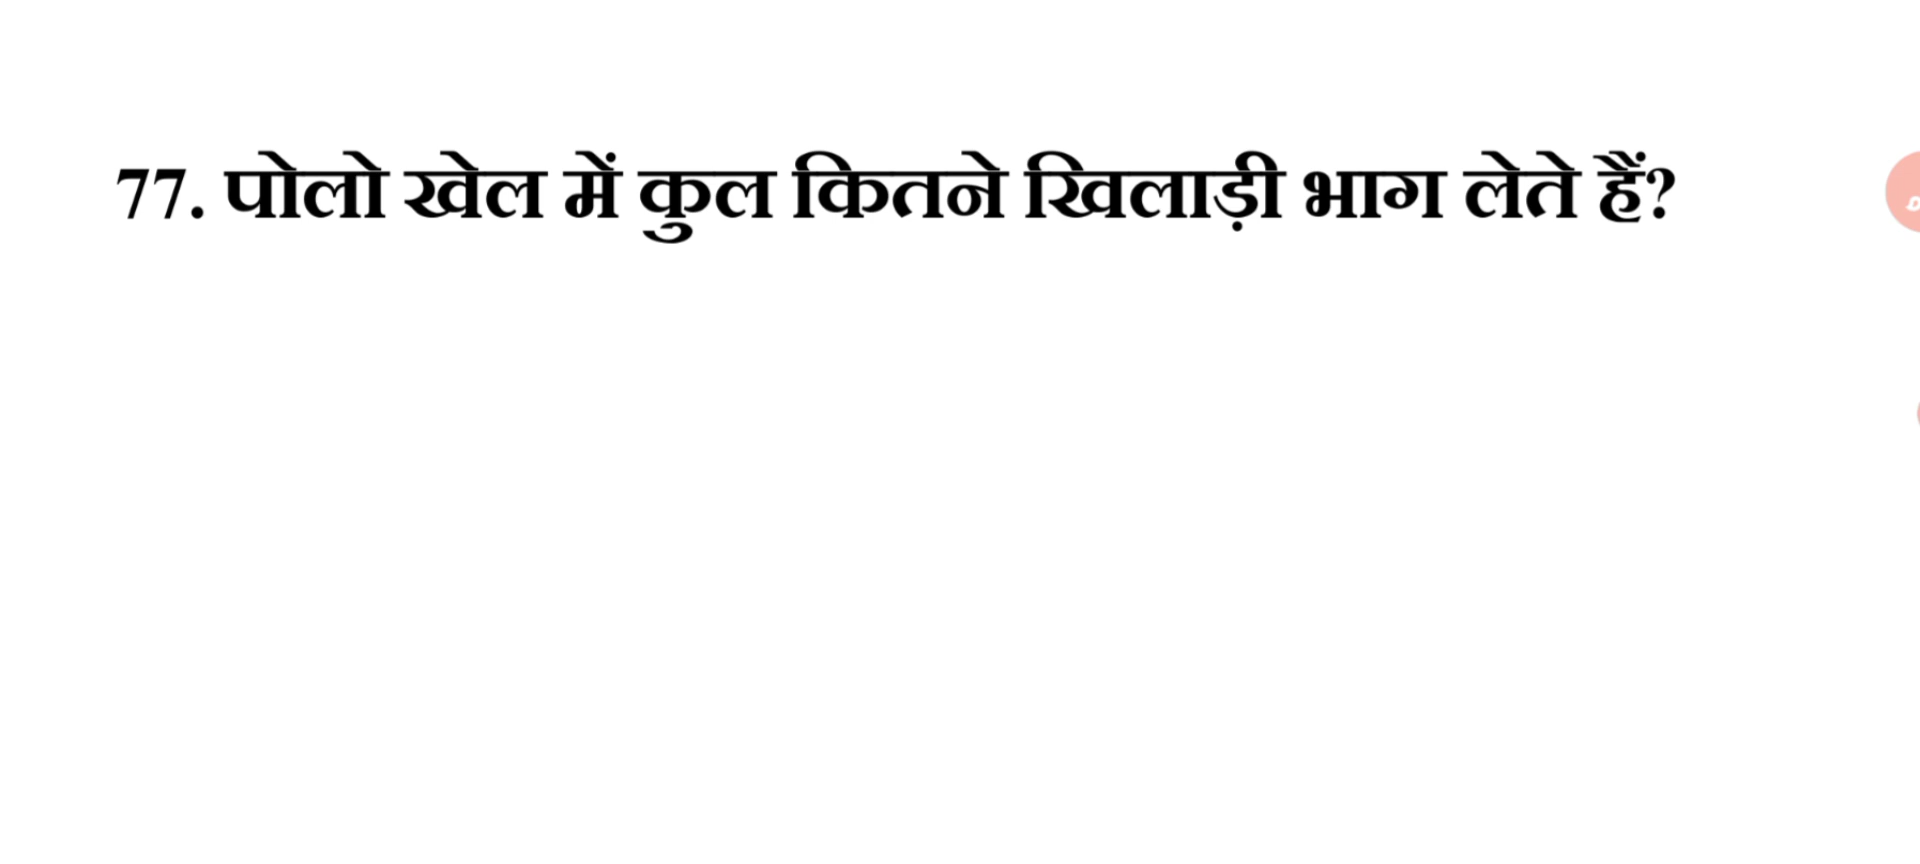 77. पोलो खेल में कुल कितने खिलाड़ी भाग लेते हैं?